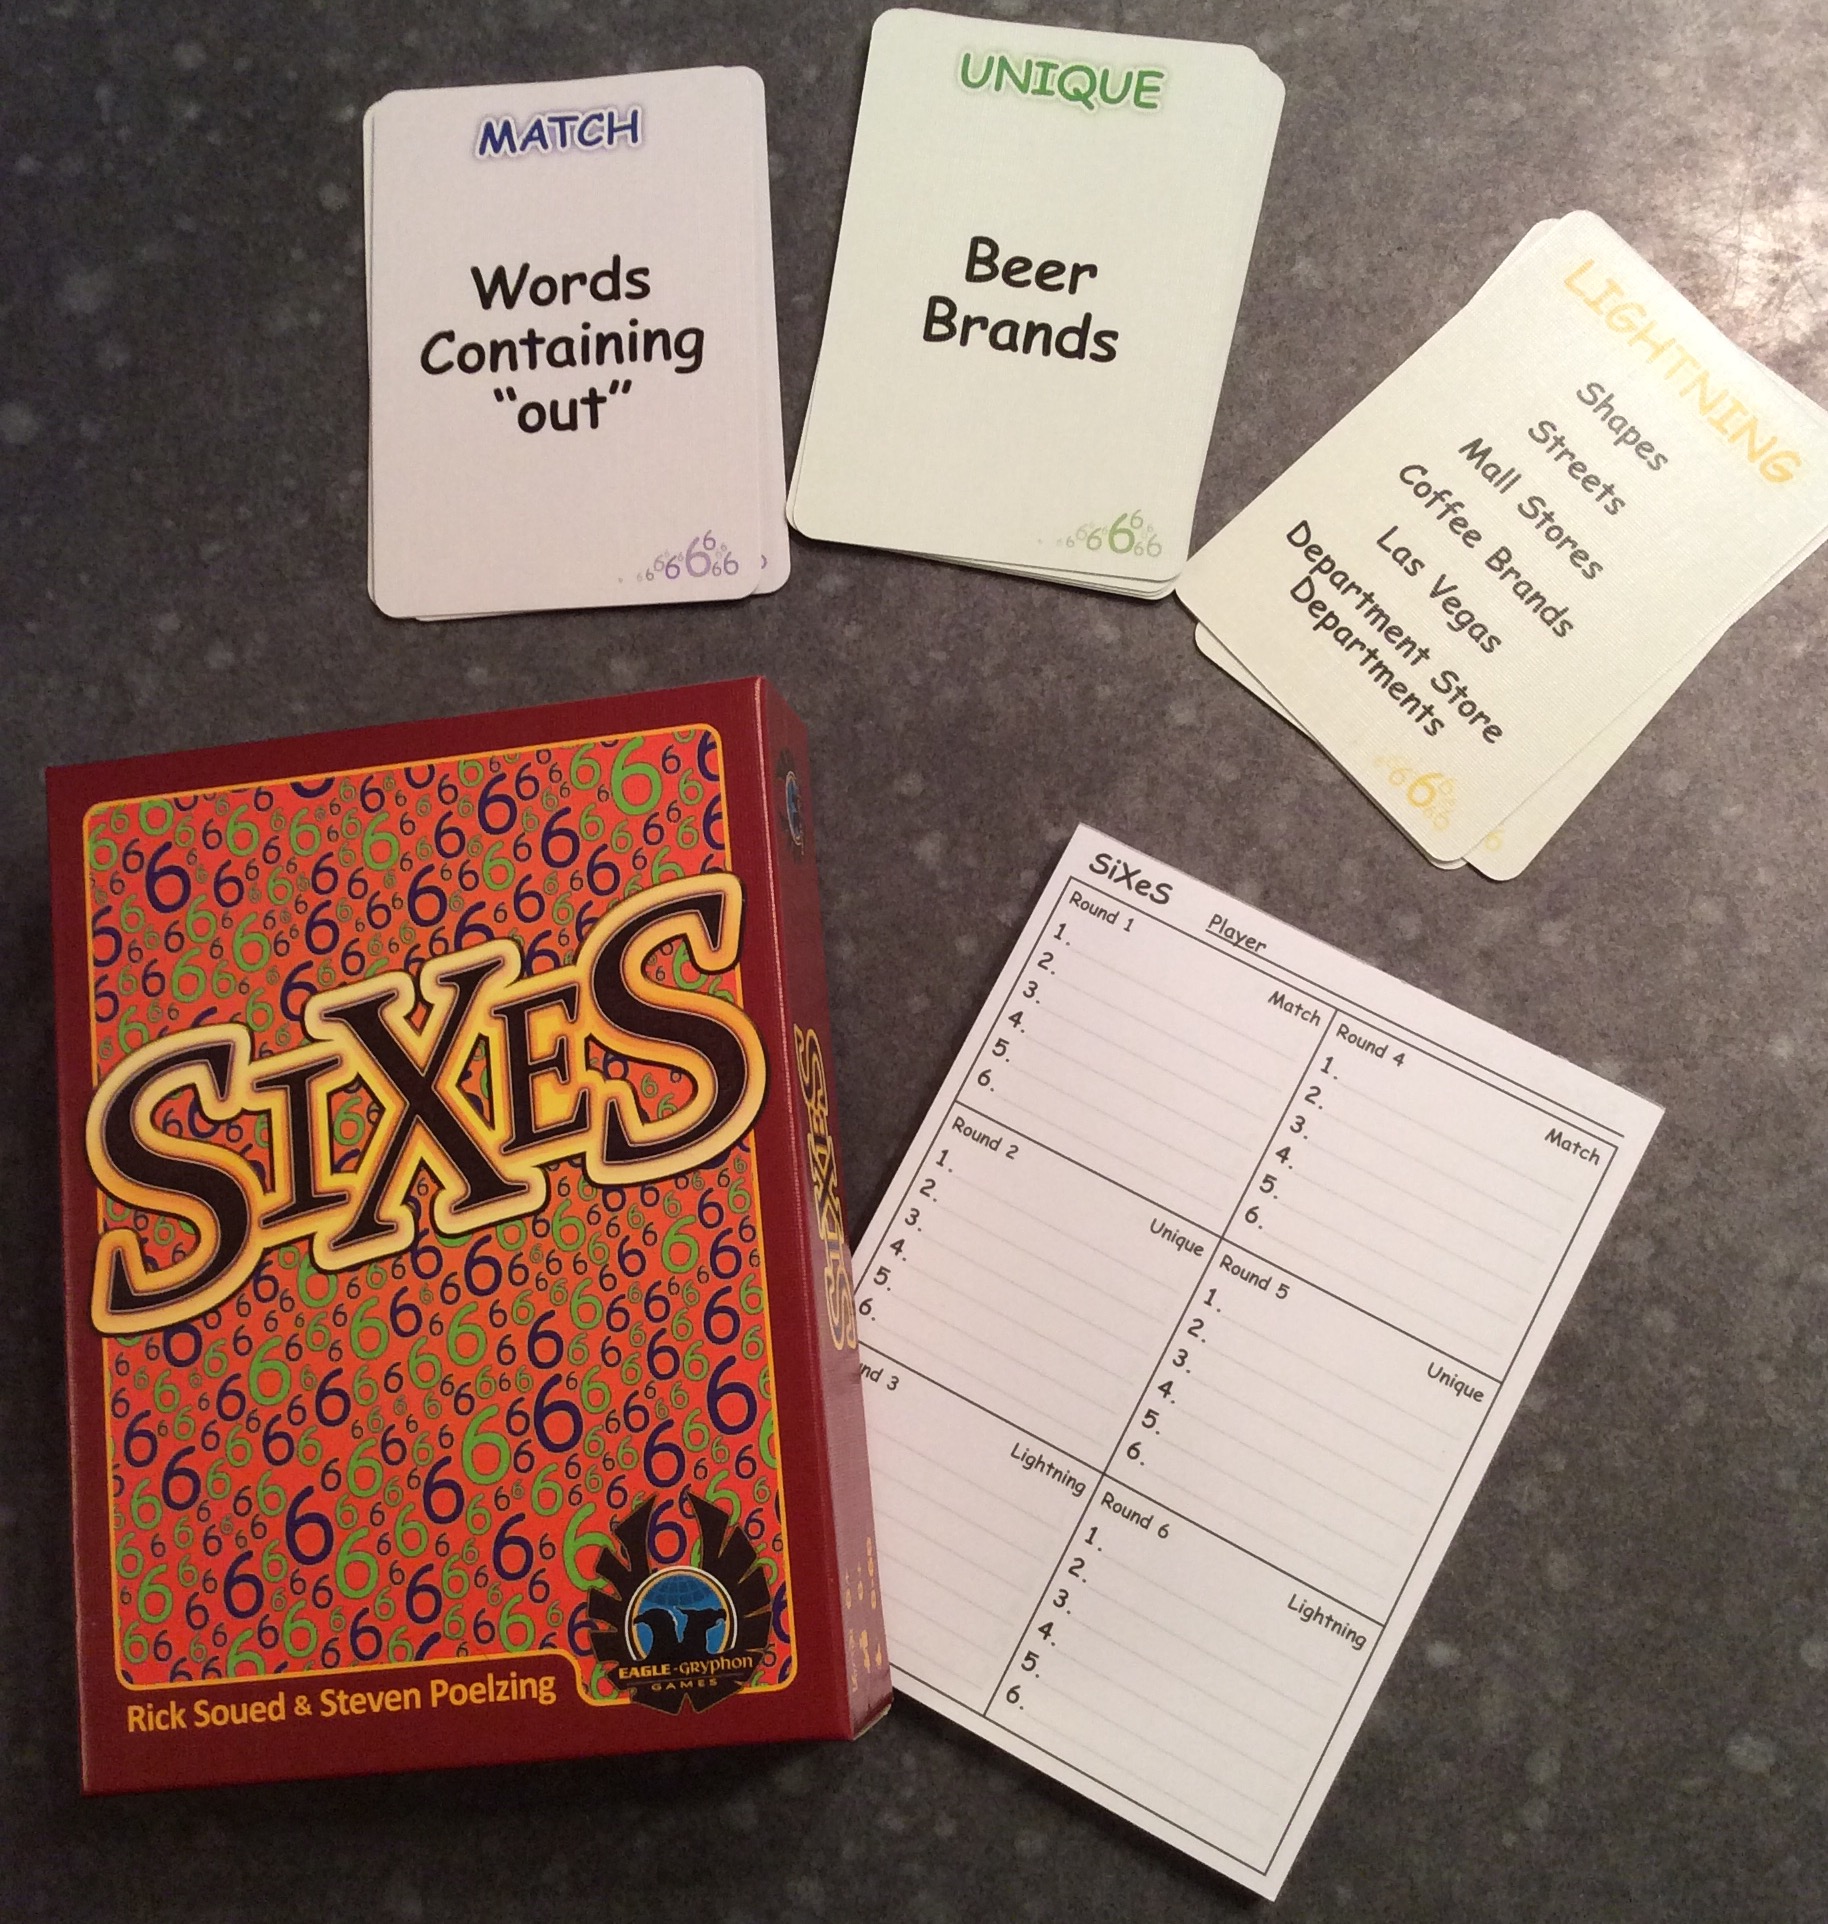 MATCH
Words
Containing
“out”
UNIQUE
Beer
Brands
LIGHTNING
Shapes
Streets
Mall Stores
Coffee Brands
Las Vegas
Department Store
Departments
SiXeS
Rick Soued & Steven Poelzing
EAGLE-GRYPHON
GAMES
SiXeS
SiXeS
Player
Round 1
Match
1.
2.
3.
4.
5.
6.
Round 2
Unique
1.
2.
3.
4.
5.
6.
nd 3
Lightning
Round 4
Match
1.
2.
3.
4.
5.
6.
Round 5
Unique
1.
2.
3.
4.
5.
6.
Round 6
Lightning
1.
2.
3.
4.
5.
6.